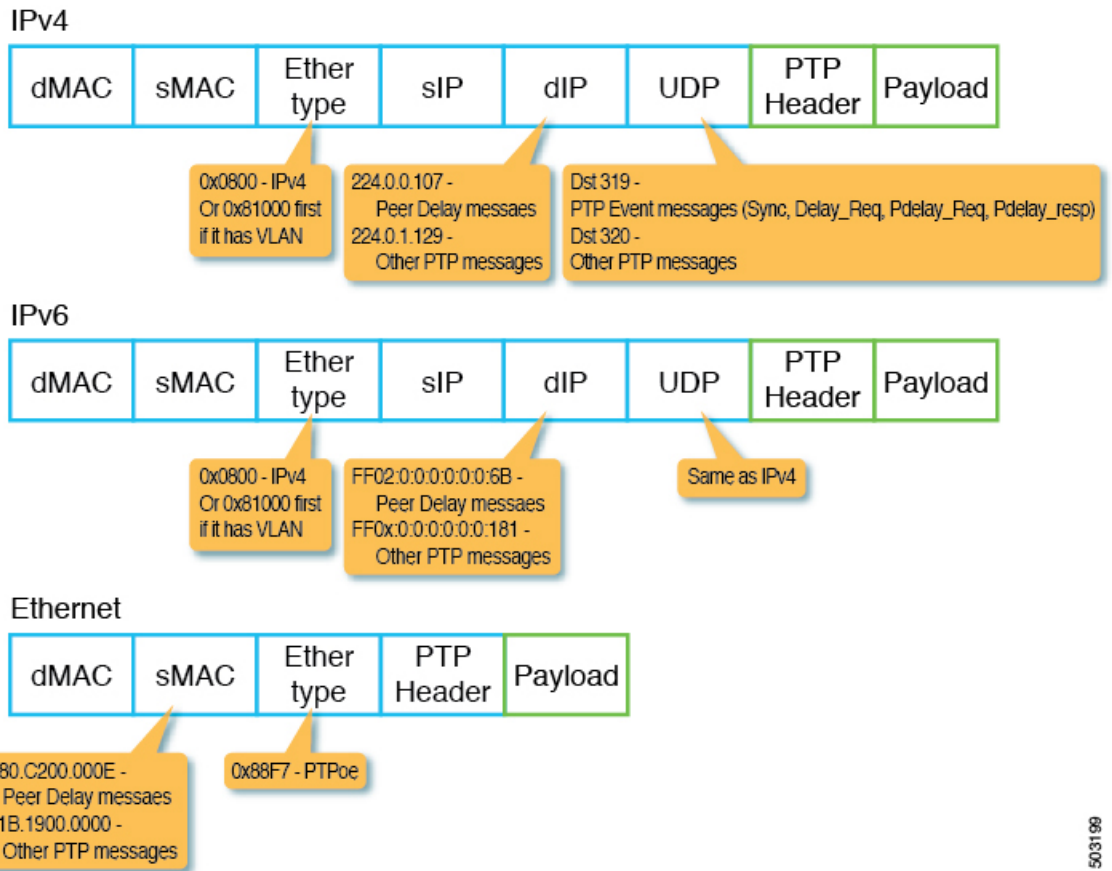 IPv4
dMAC
sMAC
Ether
type
sIP
dIP
UDP
PTP
Header
Payload
0x0800 - IPv4
Or 0x81000 first
if it has VLAN
224.0.0.107 -
Peer Delay messaes
224.0.1.129 -
Other PTP messages
Dst 319 -
PTP Event messages (Sync, Delay_Req, Pdelay_Req, Pdelay_resp)
Dst 320 -
Other PTP messages
IPv6
dMAC
sMAC
Ether
type
sIP
dIP
UDP
PTP
Header
Payload
0x0800 - IPv4
Or 0x81000 first
if it has VLAN
FF02:0:0:0:0:0:0:6B -
Peer Delay messaes
FF0x:0:0:0:0:0:0:181 -
Other PTP messages
Same as IPv4
Ethernet
dMAC
sMAC
Ether
type
PTP
Header
Payload
80.C200.000E -
Peer Delay messaes
1B.1900.0000 -
Other PTP messages
0x88F7 - PTPoe
503199